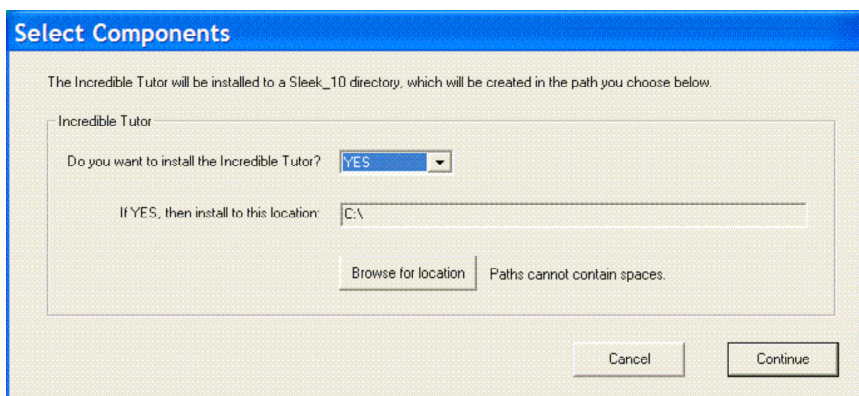 Select Components
The Incredible Tutor will be installed to a Sleek_10 directory, which will be created in the path you choose below.
Incredible Tutor
Do you want to install the Incredible Tutor? YES
If YES, then install to this location: C:\
Browse for location Paths cannot contain spaces.
Cancel Continue